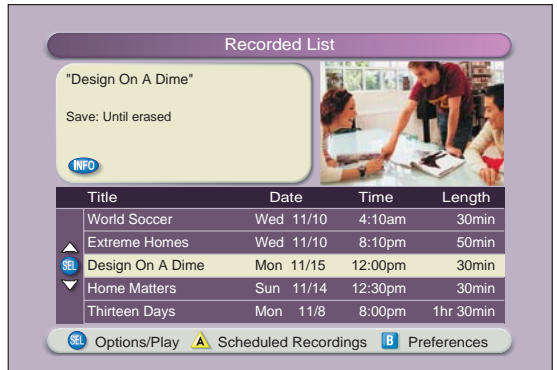 Recorded List
"Design On A Dime"
Save: Until erased
INFO
Title Date Time Length
World Soccer Wed 11/10 4:10am 30min
Extreme Homes Wed 11/10 8:10pm 50min
SEL Design On A Dime Mon 11/15 12:00pm 30min
Home Matters Sun 11/14 12:30pm 30min
Thirteen Days Mon 11/8 8:00pm 1hr 30min
SEL Options/Play A Scheduled Recordings B Preferences